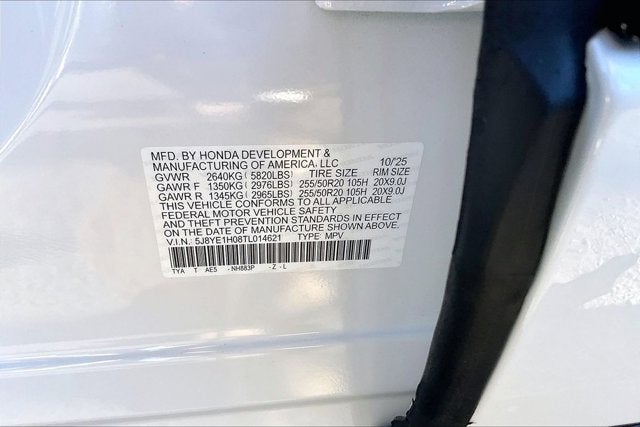 MFD. BY HONDA DEVELOPMENT &
MANUFACTURING OF AMERICA, LLC 10/'25
GVWR 2640KG ( 5820LBS) TIRE SIZE RIM SIZE
GAWR F 1350KG ( 2976LBS) 255/50R20 105H 20X9.0J
GAWR R 1345KG ( 2965LBS) 255/50R20 105H 20X9.0J
THIS VEHICLE CONFORMS TO ALL APPLICABLE
FEDERAL MOTOR VEHICLE SAFETY
AND THEFT PREVENTION STANDARDS IN EFFECT
ON THE DATE OF MANUFACTURE SHOWN ABOVE.
V.I.N.: 5J8YE1H08TL014621 TYPE: MPV
TYA T AE5 - NH883P - Z - L